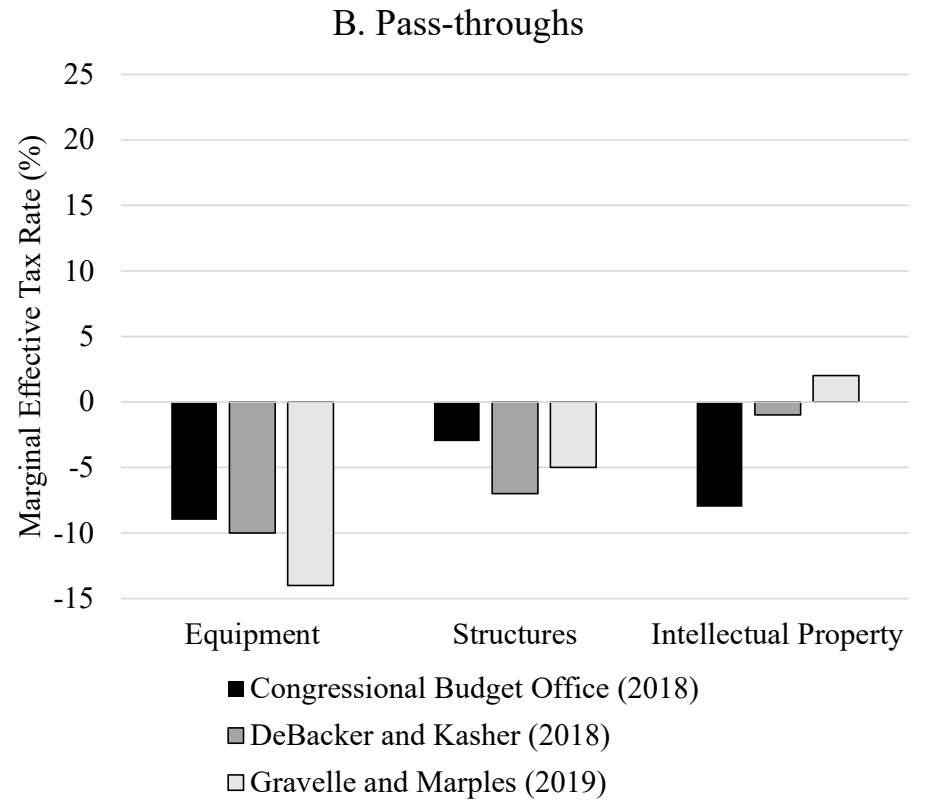 B. Pass-throughs
Marginal Effective Tax Rate (%)
25
20
15
10
5
0
-5
-10
-15
Equipment
Structures
Intellectual Property
Congressional Budget Office (2018)
DeBacker and Kasher (2018)
Gravelle and Marples (2019)